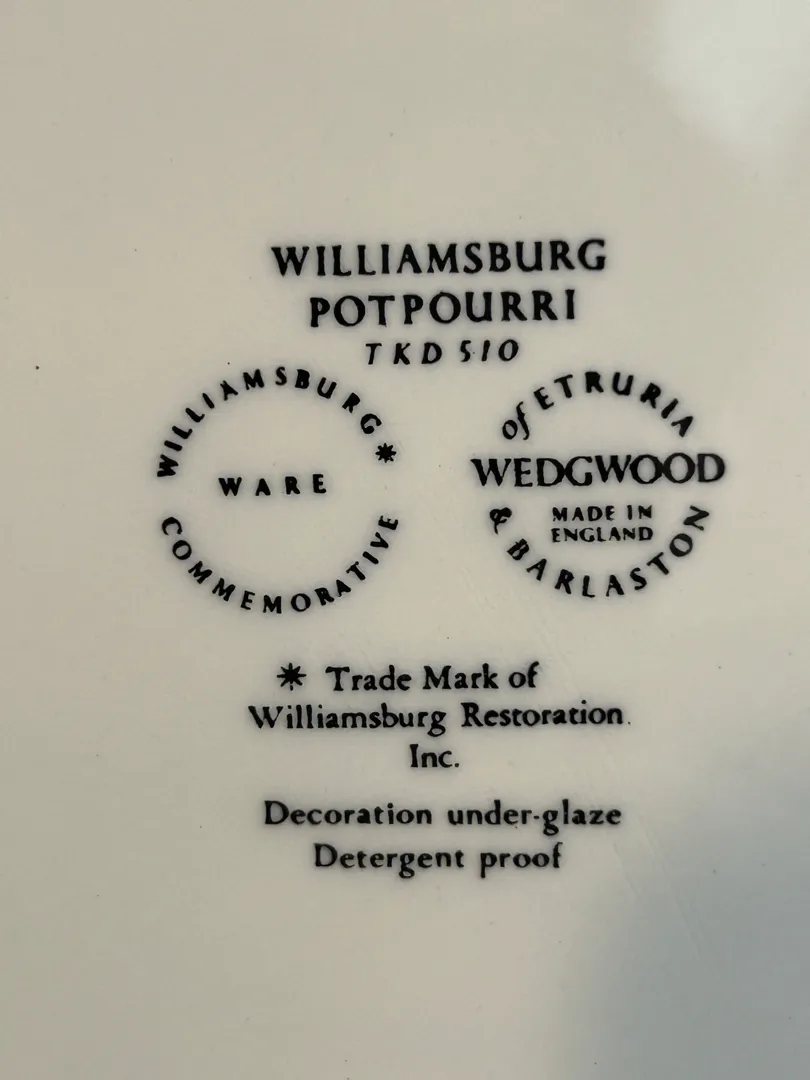 WILLIAMSBURG
POTPOURRI
TKD 510
WILLIAMSBURG*
WARE
COMMEMORATIVE
of ETRURIA
WEDGWOOD
MADE IN
ENGLAND
& BARLASTON
* Trade Mark of
Williamsburg Restoration.
Inc.
Decoration under-glaze
Detergent proof